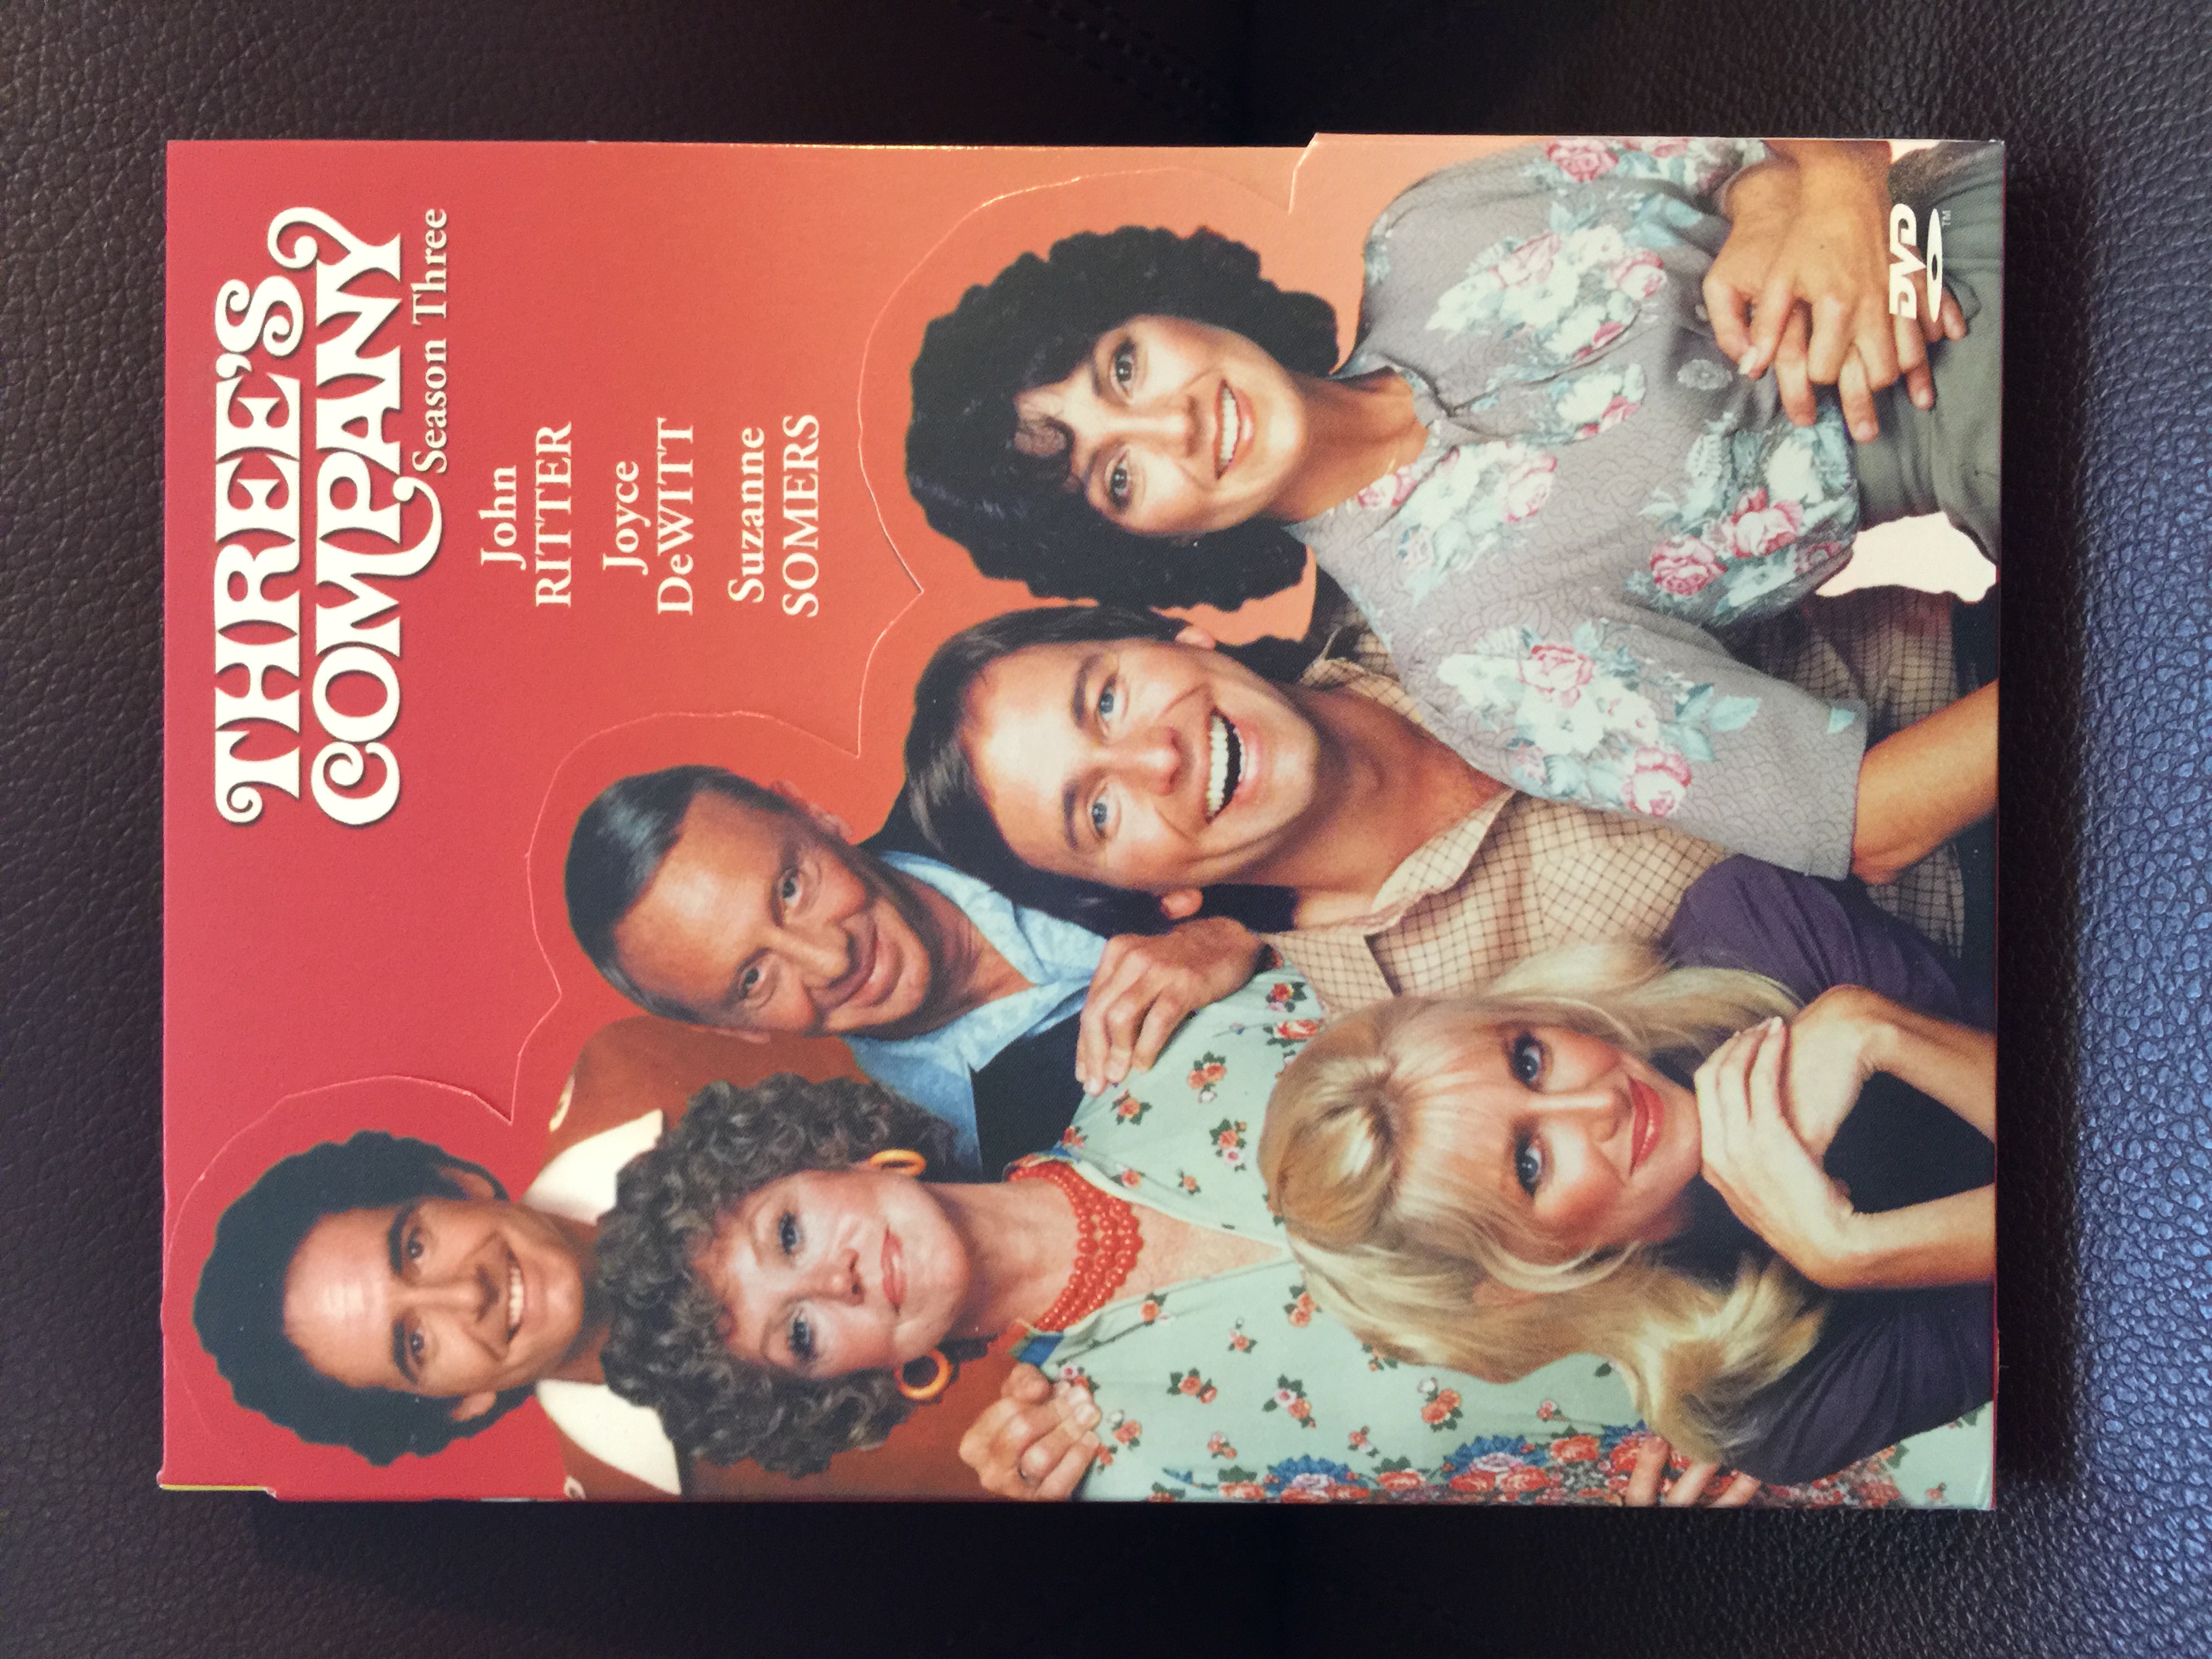 THREE'S
COMPANY
Season Three
John
RITTER
Joyce
DeWITT
Suzanne
SOMERS
DVD
TM